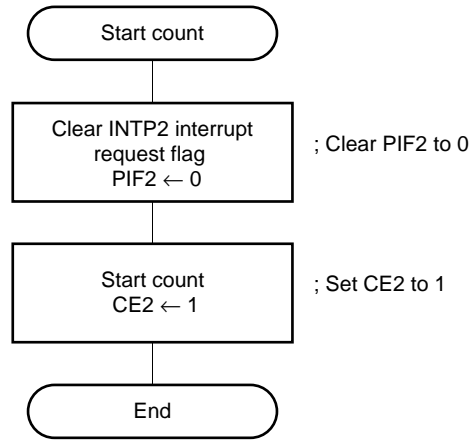 Start count
Clear INTP2 interrupt
request flag
PIF2 ← 0
; Clear PIF2 to 0
Start count
CE2 ← 1
; Set CE2 to 1
End